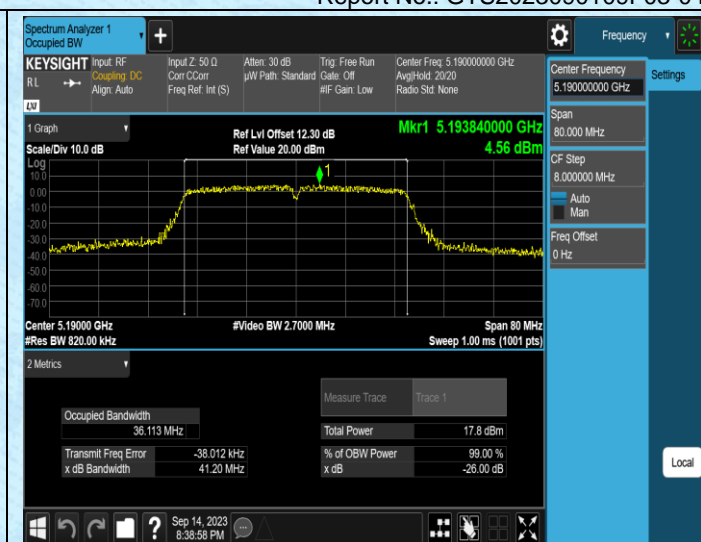 Spectrum Analyzer 1
Occupied BW
Frequency
KEYSIGHT
RL
LXI
Input: RF
Coupling: DC
Align: Auto
Input Z: 50 Ω
Corr CCorr
Freq Ref: Int (S)
Atten: 30 dB
µW Path: Standard
Trig: Free Run
Gate: Off
#IF Gain: Low
Center Freq: 5.190000000 GHz
Avg|Hold: 20/20
Radio Std: None
Center Frequency
5.190000000 GHz
Settings
Span
80.000 MHz
CF Step
8.000000 MHz
Auto
Man
Freq Offset
0 Hz
1 Graph
Scale/Div 10.0 dB
Ref Lvl Offset 12.30 dB
Ref Value 20.00 dBm
Mkr1 5.193840000 GHz
4.56 dBm
Log
10.0
0.00
-10.0
-20.0
-30.0
-40.0
-50.0
-60.0
-70.0
1
Center 5.19000 GHz
#Res BW 820.00 kHz
#Video BW 2.7000 MHz
Span 80 MHz
Sweep 1.00 ms (1001 pts)
2 Metrics
Measure Trace
Trace 1
Occupied Bandwidth
36.113 MHz
Total Power
17.8 dBm
Transmit Freq Error
-38.012 kHz
% of OBW Power
99.00 %
x dB Bandwidth
41.20 MHz
x dB
-26.00 dB
Local
Sep 14, 2023
8:38:58 PM